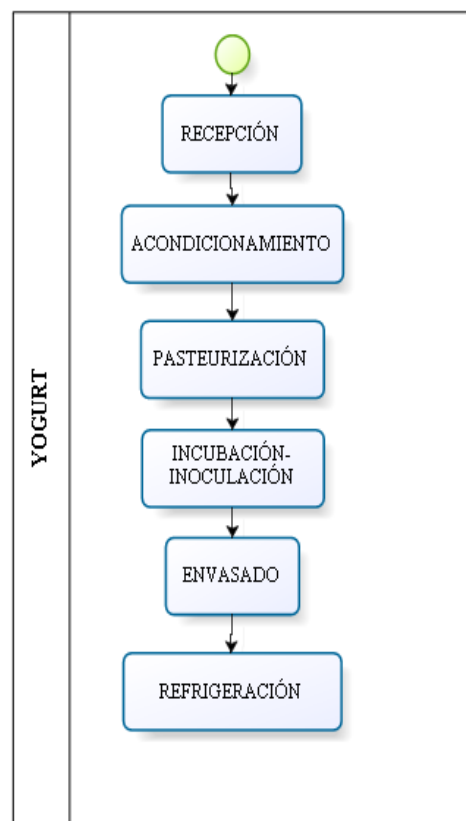 YOGURT
RECEPCIÓN
ACONDICIONAMIENTO
PASTEURIZACIÓN
INCUBACIÓN-
INOCULACIÓN
ENVASADO
REFRIGERACIÓN